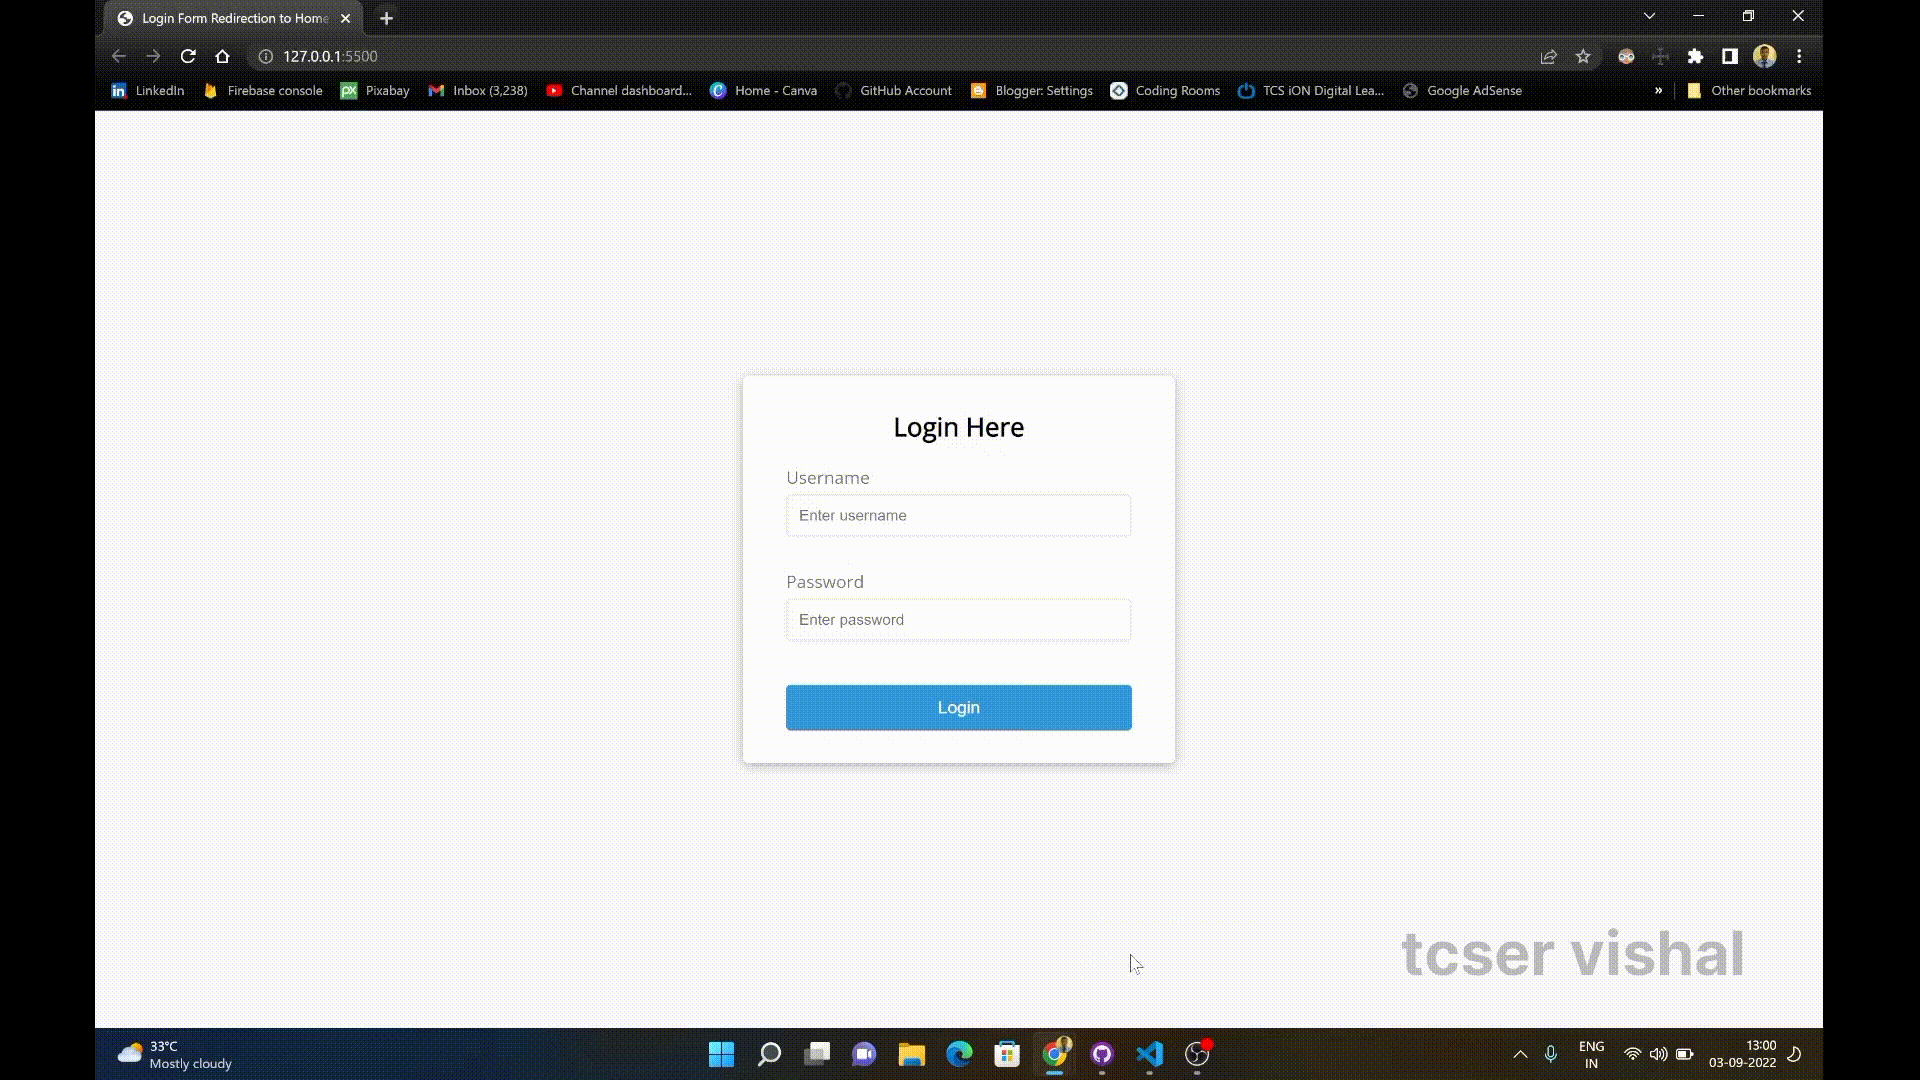 Login Form Redirection to Home
127.0.0.1:5500
LinkedIn Firebase console px Pixabay Inbox (3,238) Channel dashboard... Home - Canva GitHub Account Blogger: Settings Coding Rooms TCS iON Digital Lea... Google AdSense » Other bookmarks
Login Here
Username
Enter username
Password
Enter password
Login
tcser vishal
33°C
Mostly cloudy
ENG
IN
13:00
03-09-2022